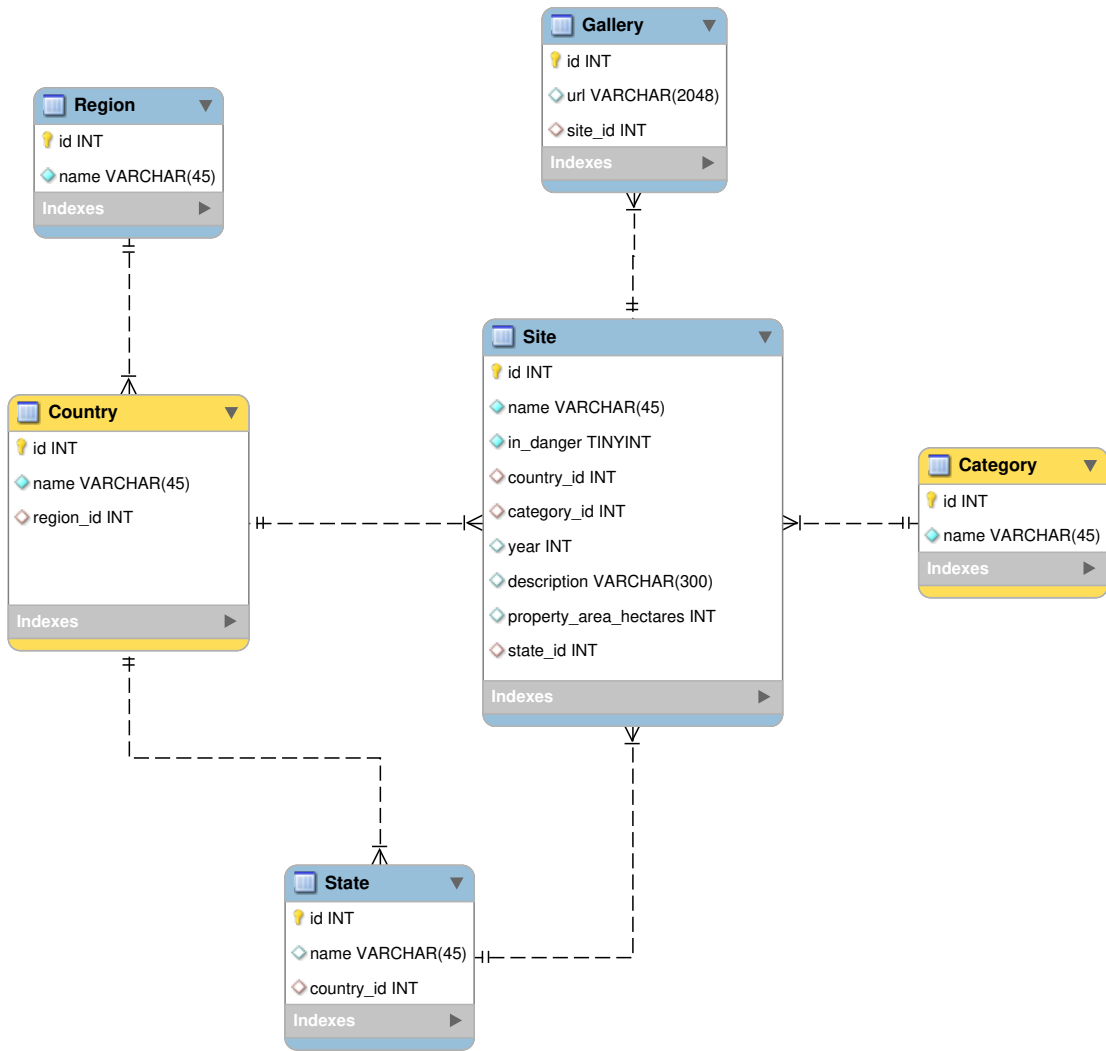 Gallery
id INT
url VARCHAR(2048)
site_id INT
Indexes
Region
id INT
name VARCHAR(45)
Indexes
Site
id INT
name VARCHAR(45)
in_danger TINYINT
country_id INT
category_id INT
year INT
description VARCHAR(300)
property_area_hectares INT
state_id INT
Indexes
Country
id INT
name VARCHAR(45)
region_id INT
Indexes
Category
id INT
name VARCHAR(45)
Indexes
State
id INT
name VARCHAR(45)
country_id INT
Indexes